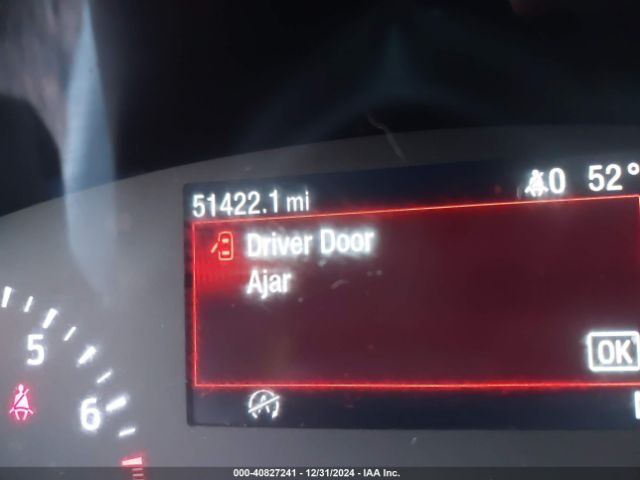 51422.1 mi
0
52°
Driver Door
Ajar
OK
5
6
000-40827241 - 12/31/2024 - IAA Inc.